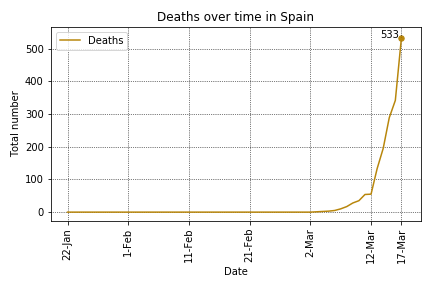 Deaths over time in Spain
533
Deaths
500
400
300
200
100
0
Total number
22-Jan
1-Feb
11-Feb
21-Feb
2-Mar
12-Mar
17-Mar
Date